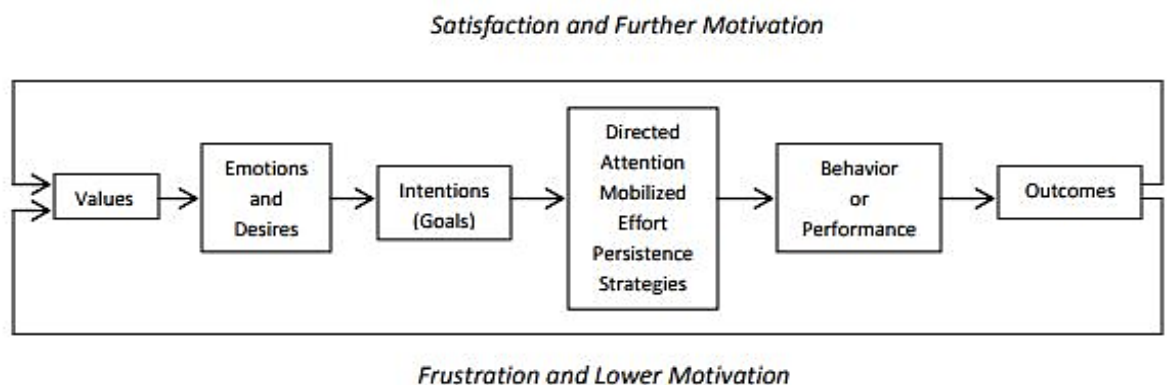 Satisfaction and Further Motivation
Values
Emotions
and
Desires
Intentions
(Goals)
Directed
Attention
Mobilized
Effort
Persistence
Strategies
Behavior
or
Performance
Outcomes
Frustration and Lower Motivation